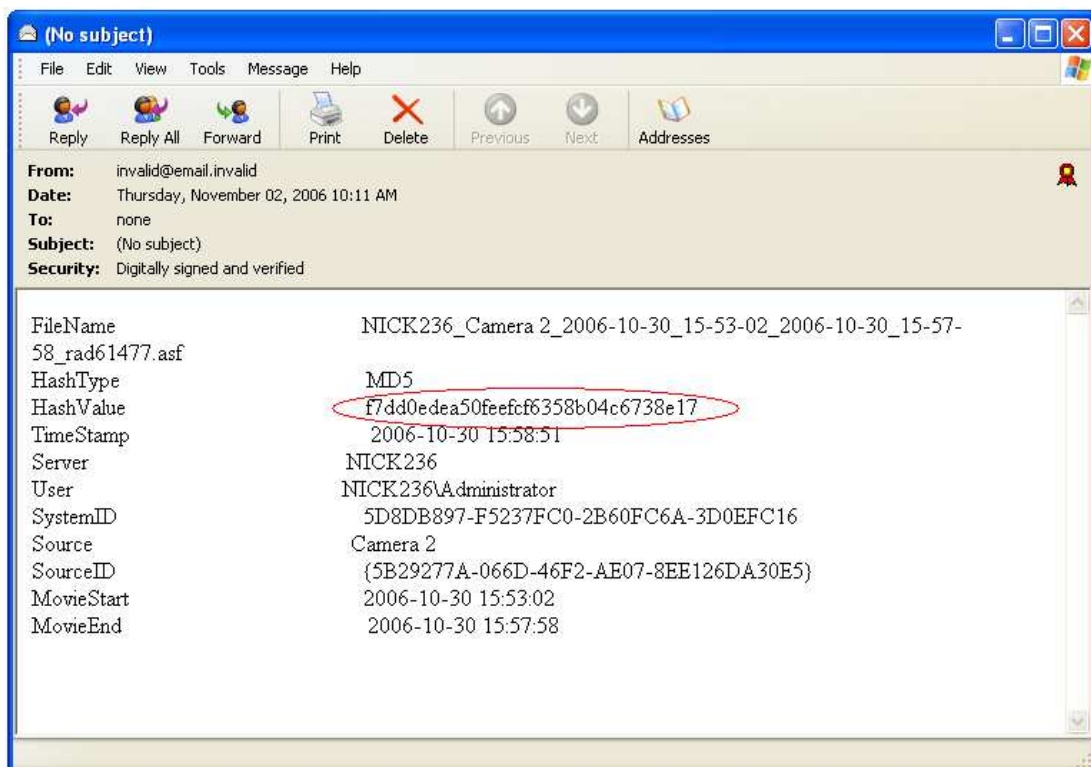 (No subject)
File Edit View Tools Message Help
Reply Reply All Forward Print Delete Previous Next Addresses
From: invalid@email.invalid
Date: Thursday, November 02, 2006 10:11 AM
To: none
Subject: (No subject)
Security: Digitally signed and verified
FileName NICK236_Camera 2_2006-10-30_15-53-02_2006-10-30_15-57-
58_rad61477.asf
HashType MD5
HashValue f7dd0edea50feefcf6358b04c6738e17
TimeStamp 2006-10-30 15:58:51
Server NICK236
User NICK236\Administrator
SystemID 5D8DB897-F5237FC0-2B60FC6A-3D0EFC16
Source Camera 2
SourceID {5B29277A-066D-46F2-AE07-8EE126DA30E5}
MovieStart 2006-10-30 15:53:02
MovieEnd 2006-10-30 15:57:58